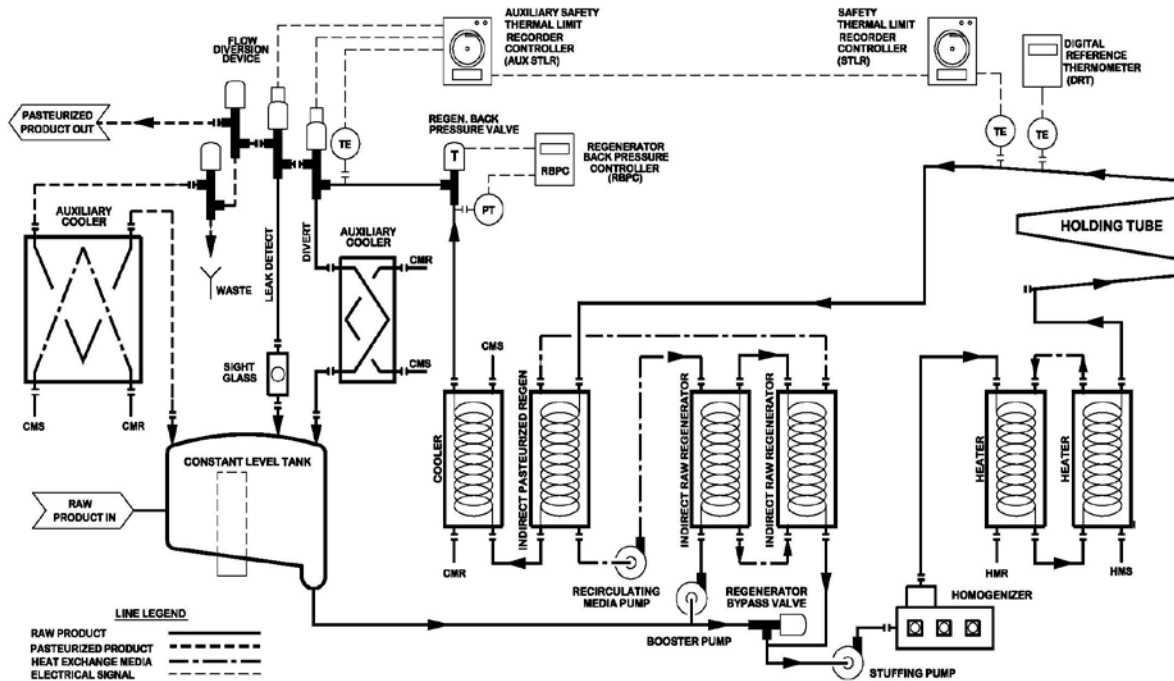 AUXILIARY SAFETY
THERMAL LIMIT
RECORDER
CONTROLLER
(AUX STLR)
SAFETY
THERMAL LIMIT
RECORDER
CONTROLLER
(STLR)
DIGITAL
REFERENCE
THERMOMETER
(DRT)
FLOW
DIVERSION
DEVICE
PASTEURIZED
PRODUCT OUT
REGEN. BACK
PRESSURE VALVE
TE
T
RBPC
REGENERATOR
BACK PRESSURE
CONTROLLER
(RBPC)
PT
TE
TE
HOLDING TUBE
AUXILIARY
COOLER
WASTE
LEAK DETECT
DIVERT
AUXILIARY
COOLER
CMR
CMS
SIGHT
GLASS
CMS
CMR
CMS
COOLER
CMR
INDIRECT PASTEURIZED REGEN
INDIRECT RAW REGENERATOR
INDIRECT RAW REGENERATOR
HEATER
HEATER
HMR
HMS
CONSTANT LEVEL TANK
RAW
PRODUCT IN
RECIRCULATING
MEDIA PUMP
BOOSTER PUMP
REGENERATOR
BYPASS VALVE
HOMOGENIZER
STUFFING PUMP
LINE LEGEND
RAW PRODUCT
PASTEURIZED PRODUCT
HEAT EXCHANGE MEDIA
ELECTRICAL SIGNAL